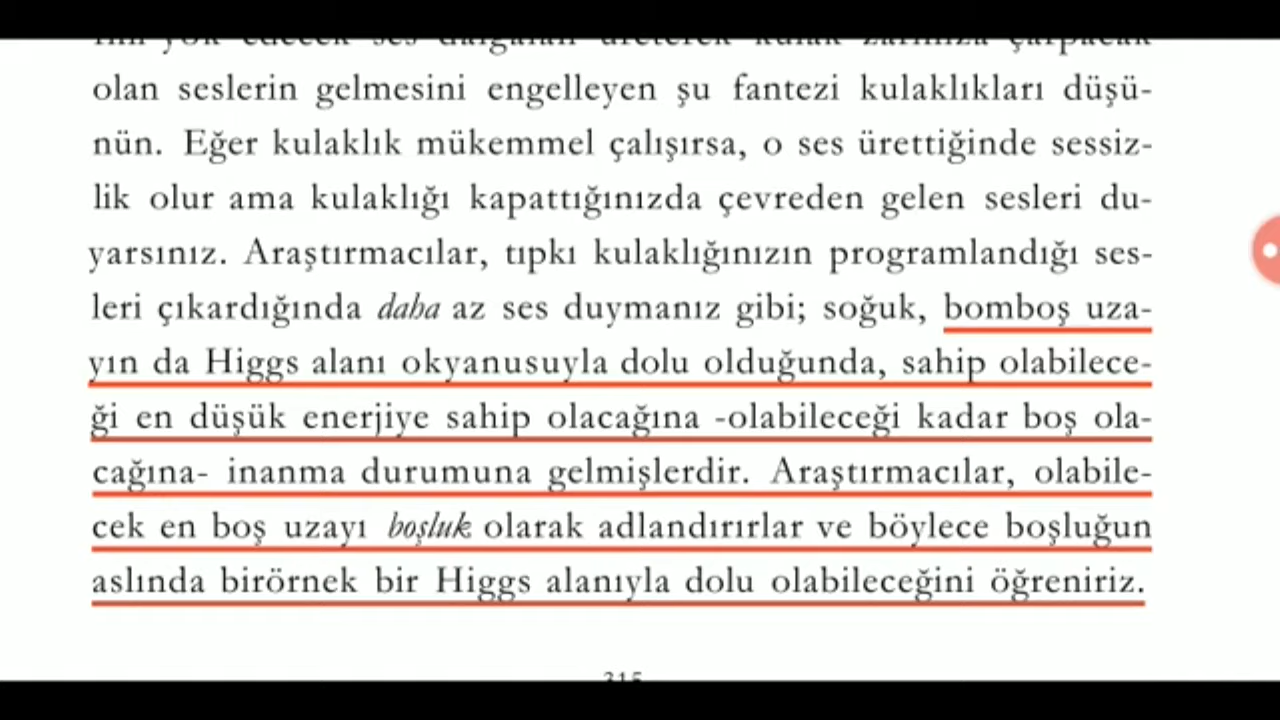 olan seslerin gelmesini engelleyen şu fantezi kulaklıkları düşü-
nün. Eğer kulaklık mükemmel çalışırsa, o ses ürettiğinde sessiz-
lik olur ama kulaklığı kapattığınızda çevreden gelen sesleri du-
yarsınız. Araştırmacılar, tıpkı kulaklığınızın programlandığı ses-
leri çıkardığında daha az ses duymanız gibi; soğuk, bomboş uza-
yın da Higgs alanı okyanusuyla dolu olduğunda, sahip olabilece-
ği en düşük enerjiye sahip olacağına -olabileceği kadar boş ola-
cağına- inanma durumuna gelmişlerdir. Araştırmacılar, olabile-
cek en boş uzayı boşluk olarak adlandırırlar ve böylece boşluğun
aslında birörnek bir Higgs alanıyla dolu olabileceğini öğreniriz.